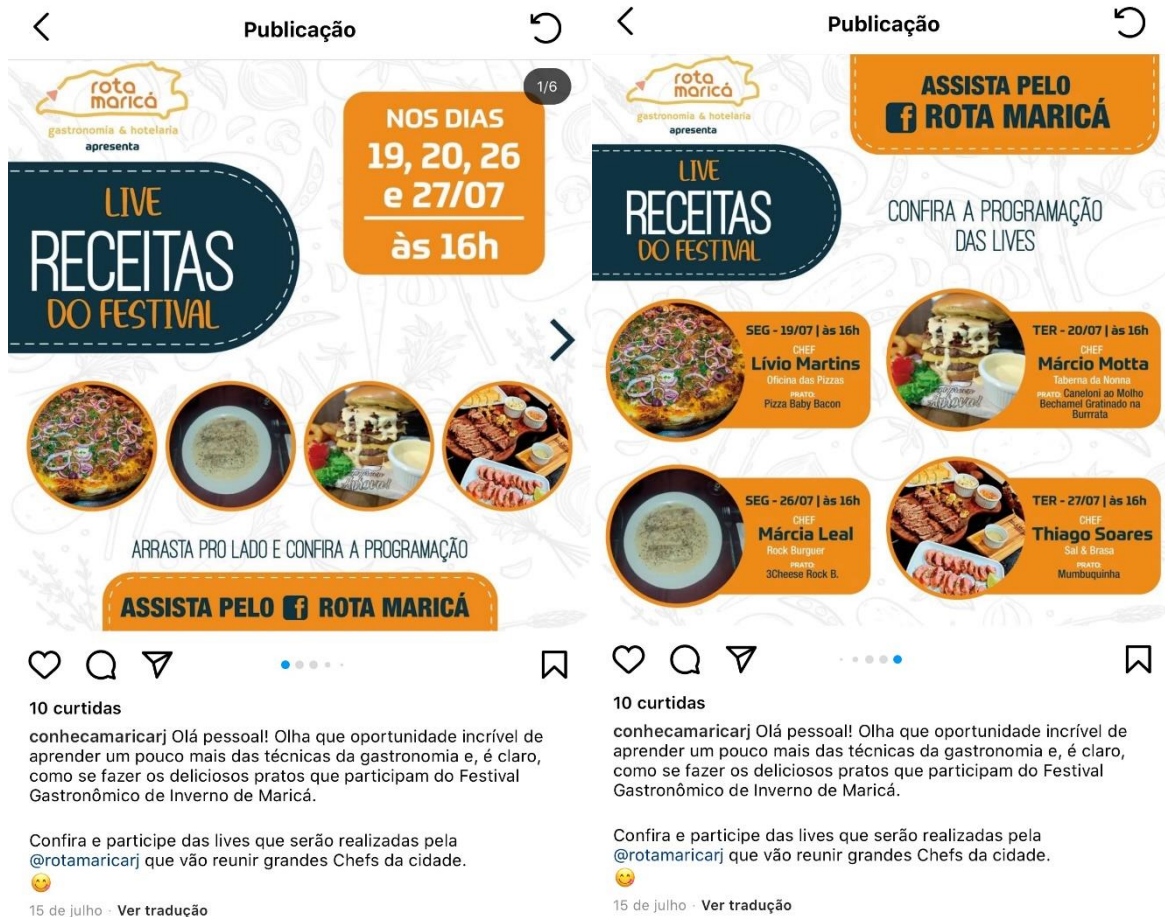 Publicação
1/6
rota
maricá
gastronomia & hotelaria
apresenta
NOS DIAS
19, 20, 26
e 27/07
às 16h
LIVE
RECEITAS
DO FESTIVAL
ARRASTA PRO LADO E CONFIRA A PROGRAMAÇÃO
ASSISTA PELO f ROTA MARICÁ
10 curtidas
conhecamaricarj Olá pessoal! Olha que oportunidade incrível de
aprender um pouco mais das técnicas da gastronomia e, é claro,
como se fazer os deliciosos pratos que participam do Festival
Gastronômico de Inverno de Maricá.
Confira e participe das lives que serão realizadas pela
@rotamaricarj que vão reunir grandes Chefs da cidade.
😋
15 de julho · Ver tradução
Publicação
rota
maricá
gastronomia & hotelaria
apresenta
ASSISTA PELO
f ROTA MARICÁ
LIVE
RECEITAS
DO FESTIVAL
CONFIRA A PROGRAMAÇÃO
DAS LIVES
SEG - 19/07 | às 16h
CHEF
Lívio Martins
Oficina das Pizzas
PRATO:
Pizza Baby Bacon
TER - 20/07 | às 16h
CHEF
Márcio Motta
Taberna da Nonna
PRATO: Caneloni ao Molho
Bechamel Gratinado na
Burrrata
SEG - 26/07 | às 16h
CHEF
Márcia Leal
Rock Burguer
PRATO:
3Cheese Rock B.
TER - 27/07 | às 16h
CHEF
Thiago Soares
Sal & Brasa
PRATO:
Mumbuquinha
10 curtidas
conhecamaricarj Olá pessoal! Olha que oportunidade incrível de
aprender um pouco mais das técnicas da gastronomia e, é claro,
como se fazer os deliciosos pratos que participam do Festival
Gastronômico de Inverno de Maricá.
Confira e participe das lives que serão realizadas pela
@rotamaricarj que vão reunir grandes Chefs da cidade.
😋
15 de julho · Ver tradução